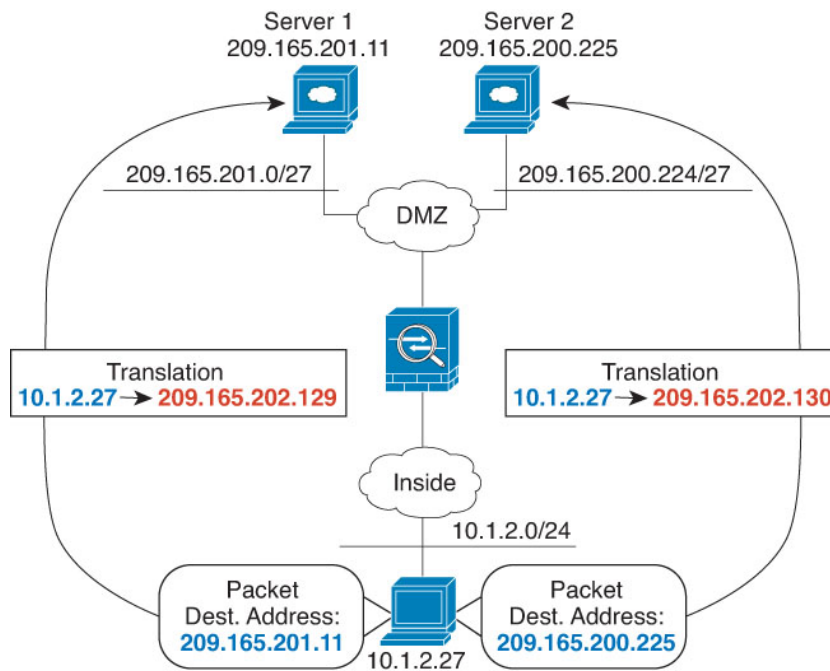 Server 1
209.165.201.11
Server 2
209.165.200.225
209.165.201.0/27
209.165.200.224/27
DMZ
Translation
10.1.2.27 → 209.165.202.129
Translation
10.1.2.27 → 209.165.202.130
Inside
10.1.2.0/24
Packet
Dest. Address:
209.165.201.11
Packet
Dest. Address:
209.165.200.225
10.1.2.27